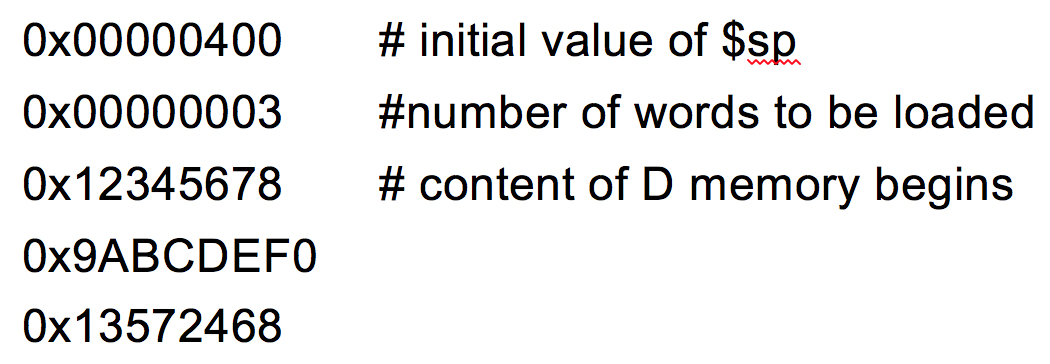 0x00000400 # initial value of $sp
0x00000003 #number of words to be loaded
0x12345678 # content of D memory begins
0x9ABCDEF0
0x13572468